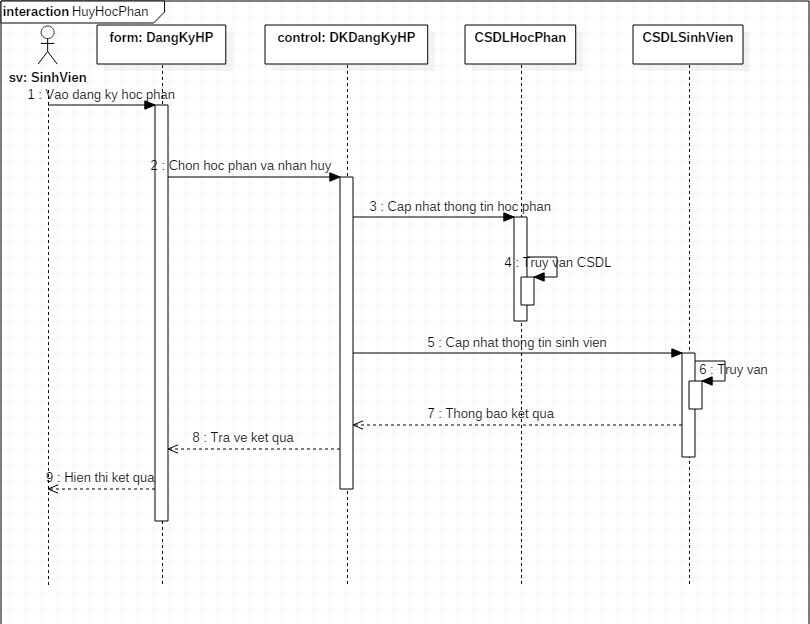 interaction HuyHocPhan
form: DangKyHP
control: DKDangKyHP
CSDLHocPhan
CSDLSinhVien
sv: SinhVien
1 : Vao dang ky hoc phan
2 : Chon hoc phan va nhan huy
3 : Cap nhat thong tin hoc phan
4 : Truy van CSDL
5 : Cap nhat thong tin sinh vien
6 : Truy van
7 : Thong bao ket qua
8 : Tra ve ket qua
9 : Hien thi ket qua